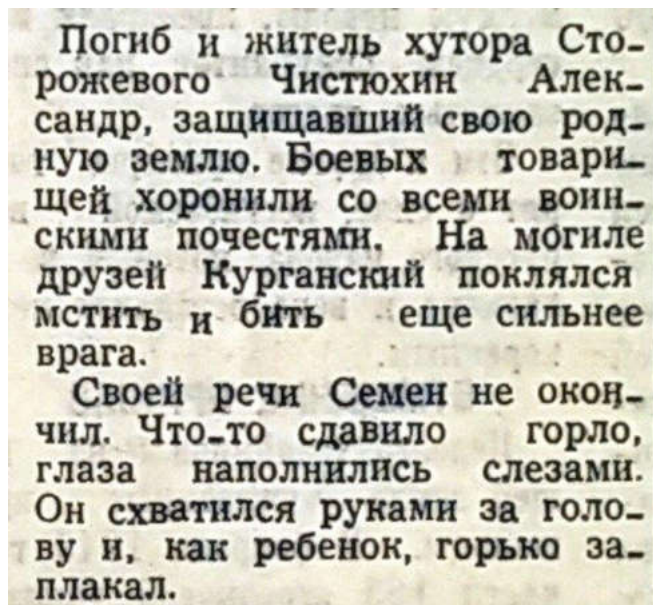 Погиб и житель хутора Сто-
рожевого Чистюхин Алек-
сандр, защищавший свою род-
ную землю. Боевых товари-
щей хоронили со всеми воин-
скими почестями. На могиле
друзей Курганский поклялся
мстить и бить еще сильнее
врага.
Своей речи Семен не окон-
чил. Что-то сдавило горло,
глаза наполнились слезами.
Он схватился руками за голо-
ву и, как ребенок, горько за-
плакал.